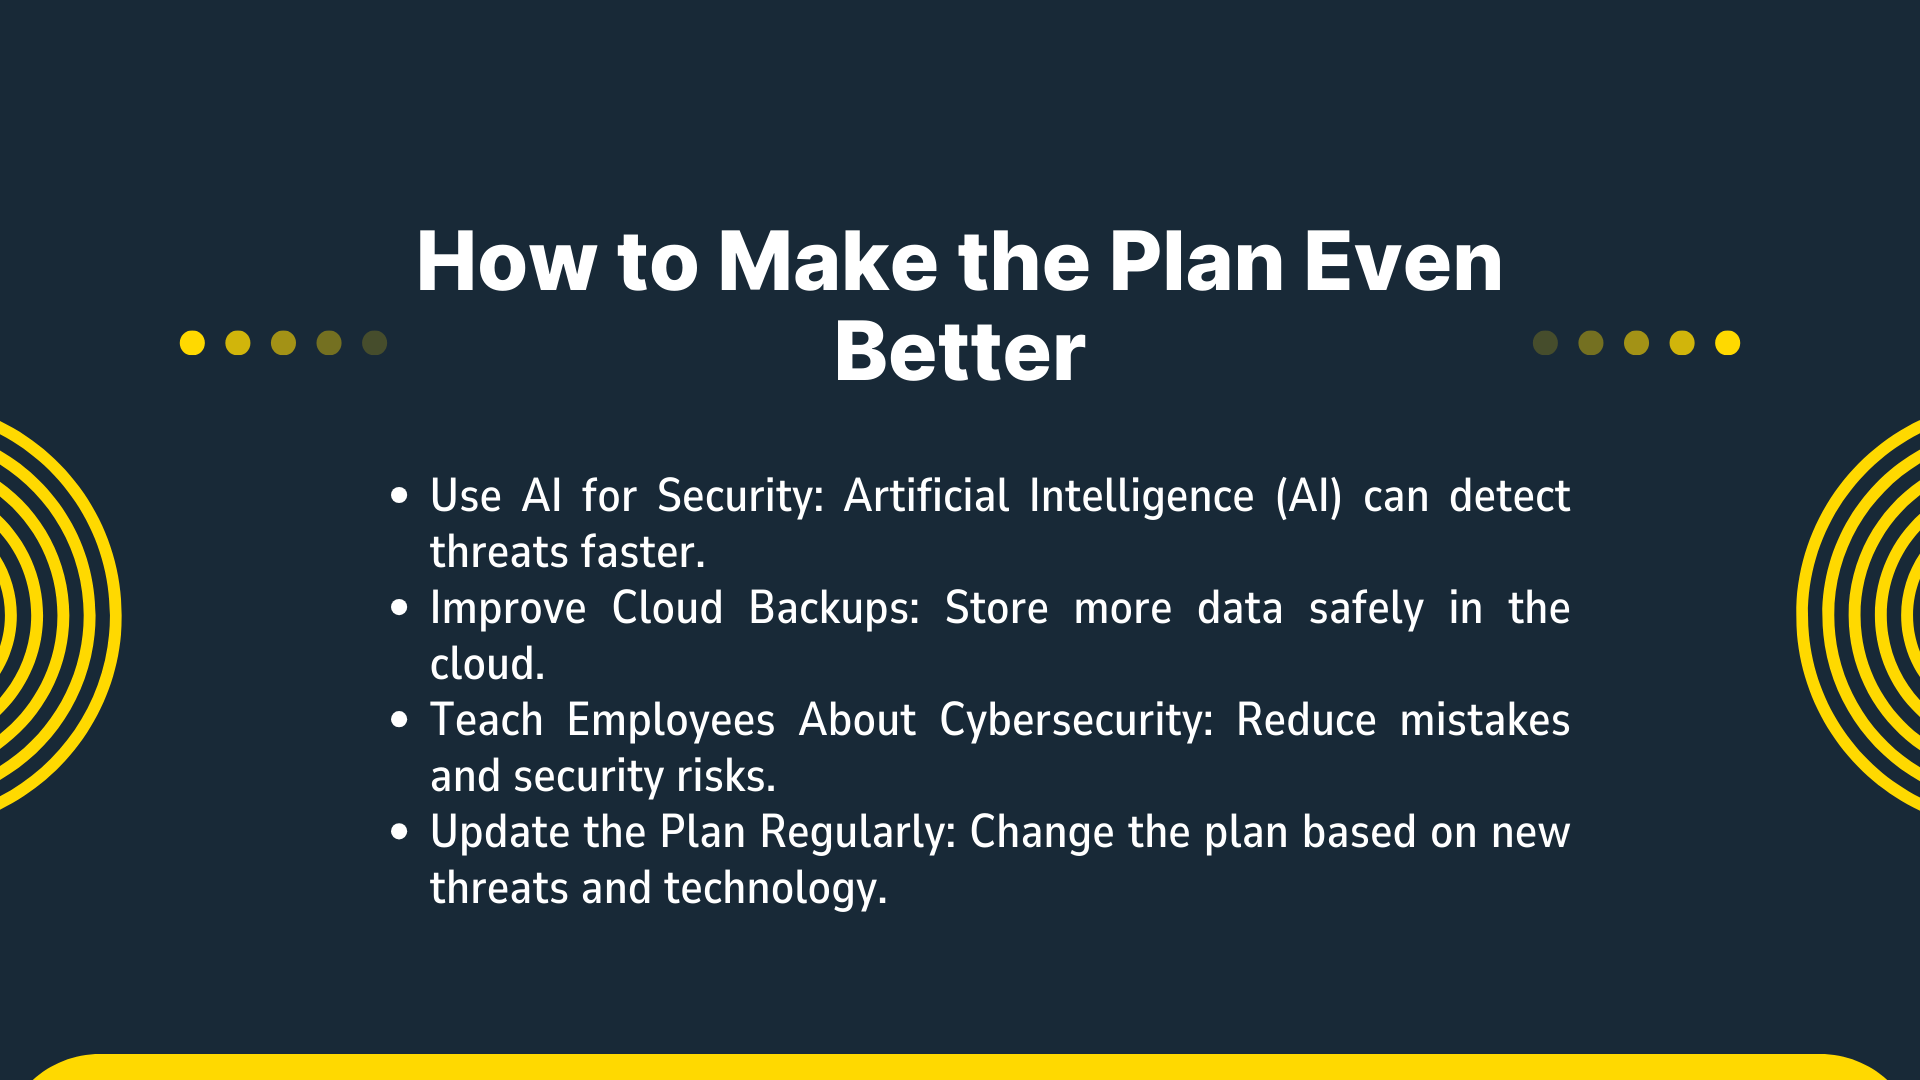 How to Make the Plan Even
Better
• Use AI for Security: Artificial Intelligence (AI) can detect
threats faster.
• Improve Cloud Backups: Store more data safely in the
cloud.
• Teach Employees About Cybersecurity: Reduce mistakes
and security risks.
• Update the Plan Regularly: Change the plan based on new
threats and technology.